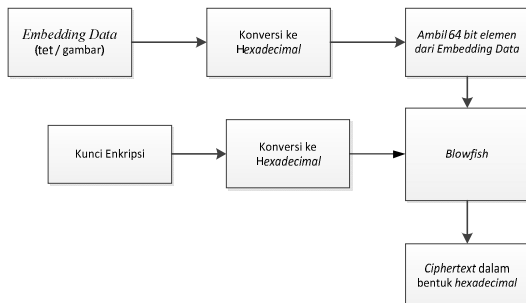 Embedding Data
(tet / gambar)
Konversi ke
Hexadecimal
Ambil 64 bit elemen
dari Embedding Data
Kunci Enkripsi
Konversi ke
Hexadecimal
Blowfish
Ciphertext dalam
bentuk hexadecimal